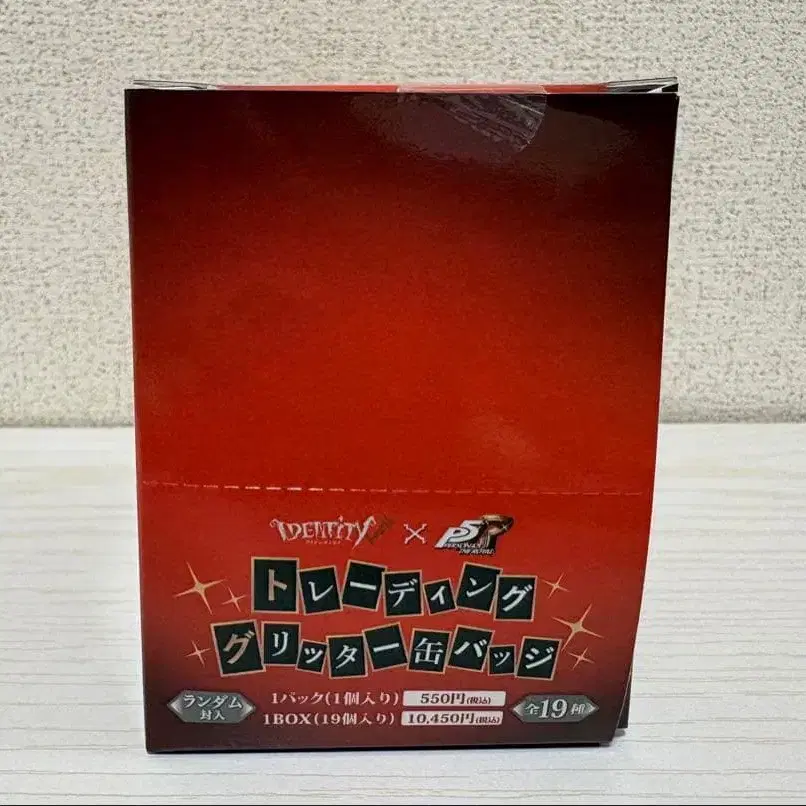 IDENTITY × P5R
トレーディング
グリッター缶バッジ
ランダム封入
1パック(1個入り) 550円(税込)
1BOX(19個入り) 10,450円(税込)
全19種